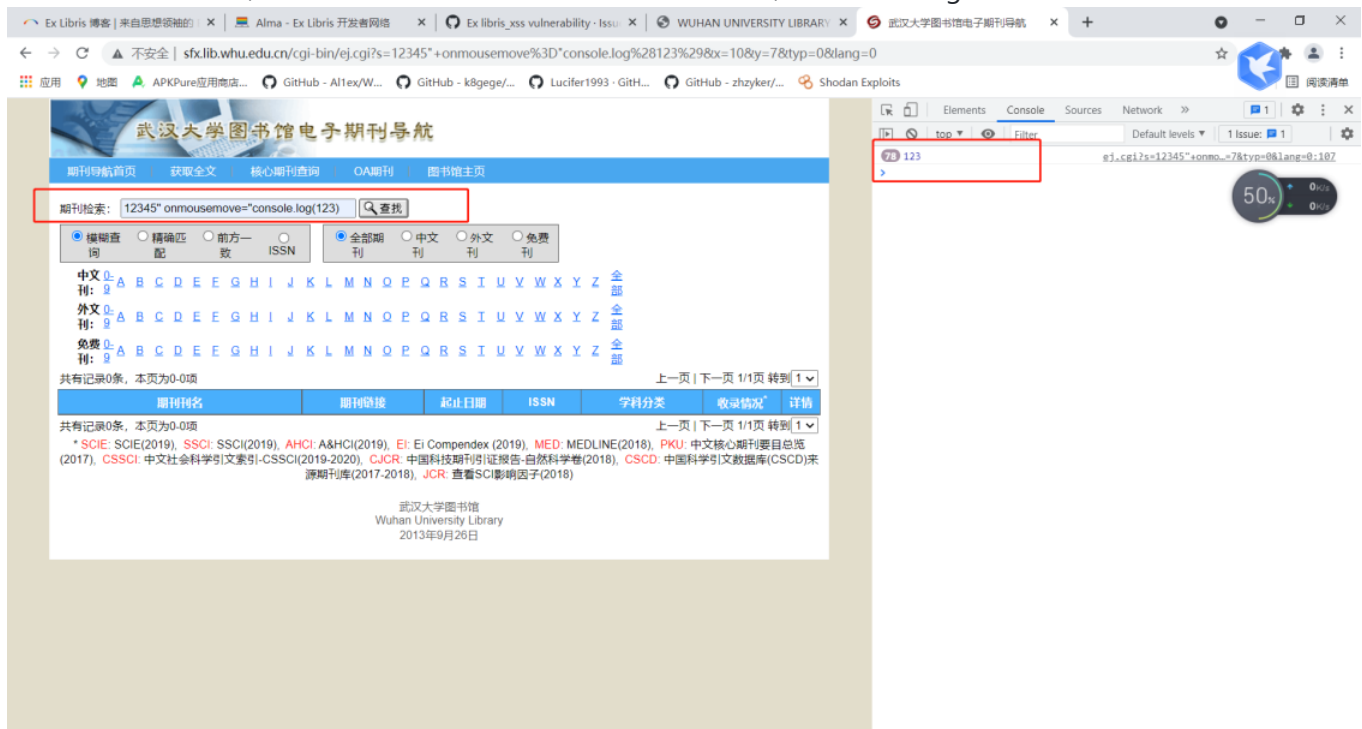 Ex Libris 博客 | 来自思想领袖的
Alma - Ex Libris 开发者网络
Ex libris_xss vulnerability · Issu
WUHAN UNIVERSITY LIBRARY
武汉大学图书馆电子期刊导航
不安全 | sfx.lib.whu.edu.cn/cgi-bin/ej.cgi?s=12345"+onmousemove%3D"console.log%28123%29&x=10&y=7&typ=0&lang=0
应用 地图 APKPure应用商店... GitHub - Al1ex/W... GitHub - k8gege/... Lucifer1993 · GitH... GitHub - zhzyker/... Shodan Exploits 阅读清单
武汉大学图书馆电子期刊导航
期刊导航首页 | 获取全文 | 核心期刊查询 | OA期刊 | 图书馆主页
期刊检索: 12345" onmousemove="console.log(123) 查找
模糊查询 精确匹配 前方一致 ISSN 全部期刊 中文刊 外文刊 免费刊
中文刊: 0-9 A B C D E F G H I J K L M N O P Q R S T U V W X Y Z 全部
外文刊: 0-9 A B C D E F G H I J K L M N O P Q R S T U V W X Y Z 全部
免费刊: 0-9 A B C D E F G H I J K L M N O P Q R S T U V W X Y Z 全部
共有记录0条, 本页为0-0项 上一页 | 下一页 1/1页 转到 1
期刊刊名 期刊链接 起止日期 ISSN 学科分类 收录情况* 详情
共有记录0条, 本页为0-0项 上一页 | 下一页 1/1页 转到 1
* SCIE: SCIE(2019), SSCI: SSCI(2019), AHCI: A&HCI(2019), EI: Ei Compendex (2019), MED: MEDLINE(2018), PKU: 中文核心期刊要目总览
(2017), CSSCI: 中文社会科学引文索引-CSSCI(2019-2020), CJCR: 中国科技期刊引证报告-自然科学卷(2018), CSCD: 中国科学引文数据库(CSCD)来
源期刊库(2017-2018), JCR: 查看SCI影响因子(2018)
武汉大学图书馆
Wuhan University Library
2013年9月26日
Elements Console Sources Network » 1
top Filter Default levels 1 Issue: 1
78 123 ej.cgi?s=12345"+onmo…=7&typ=0&lang=0:107
>
50% 0K/s
0K/s